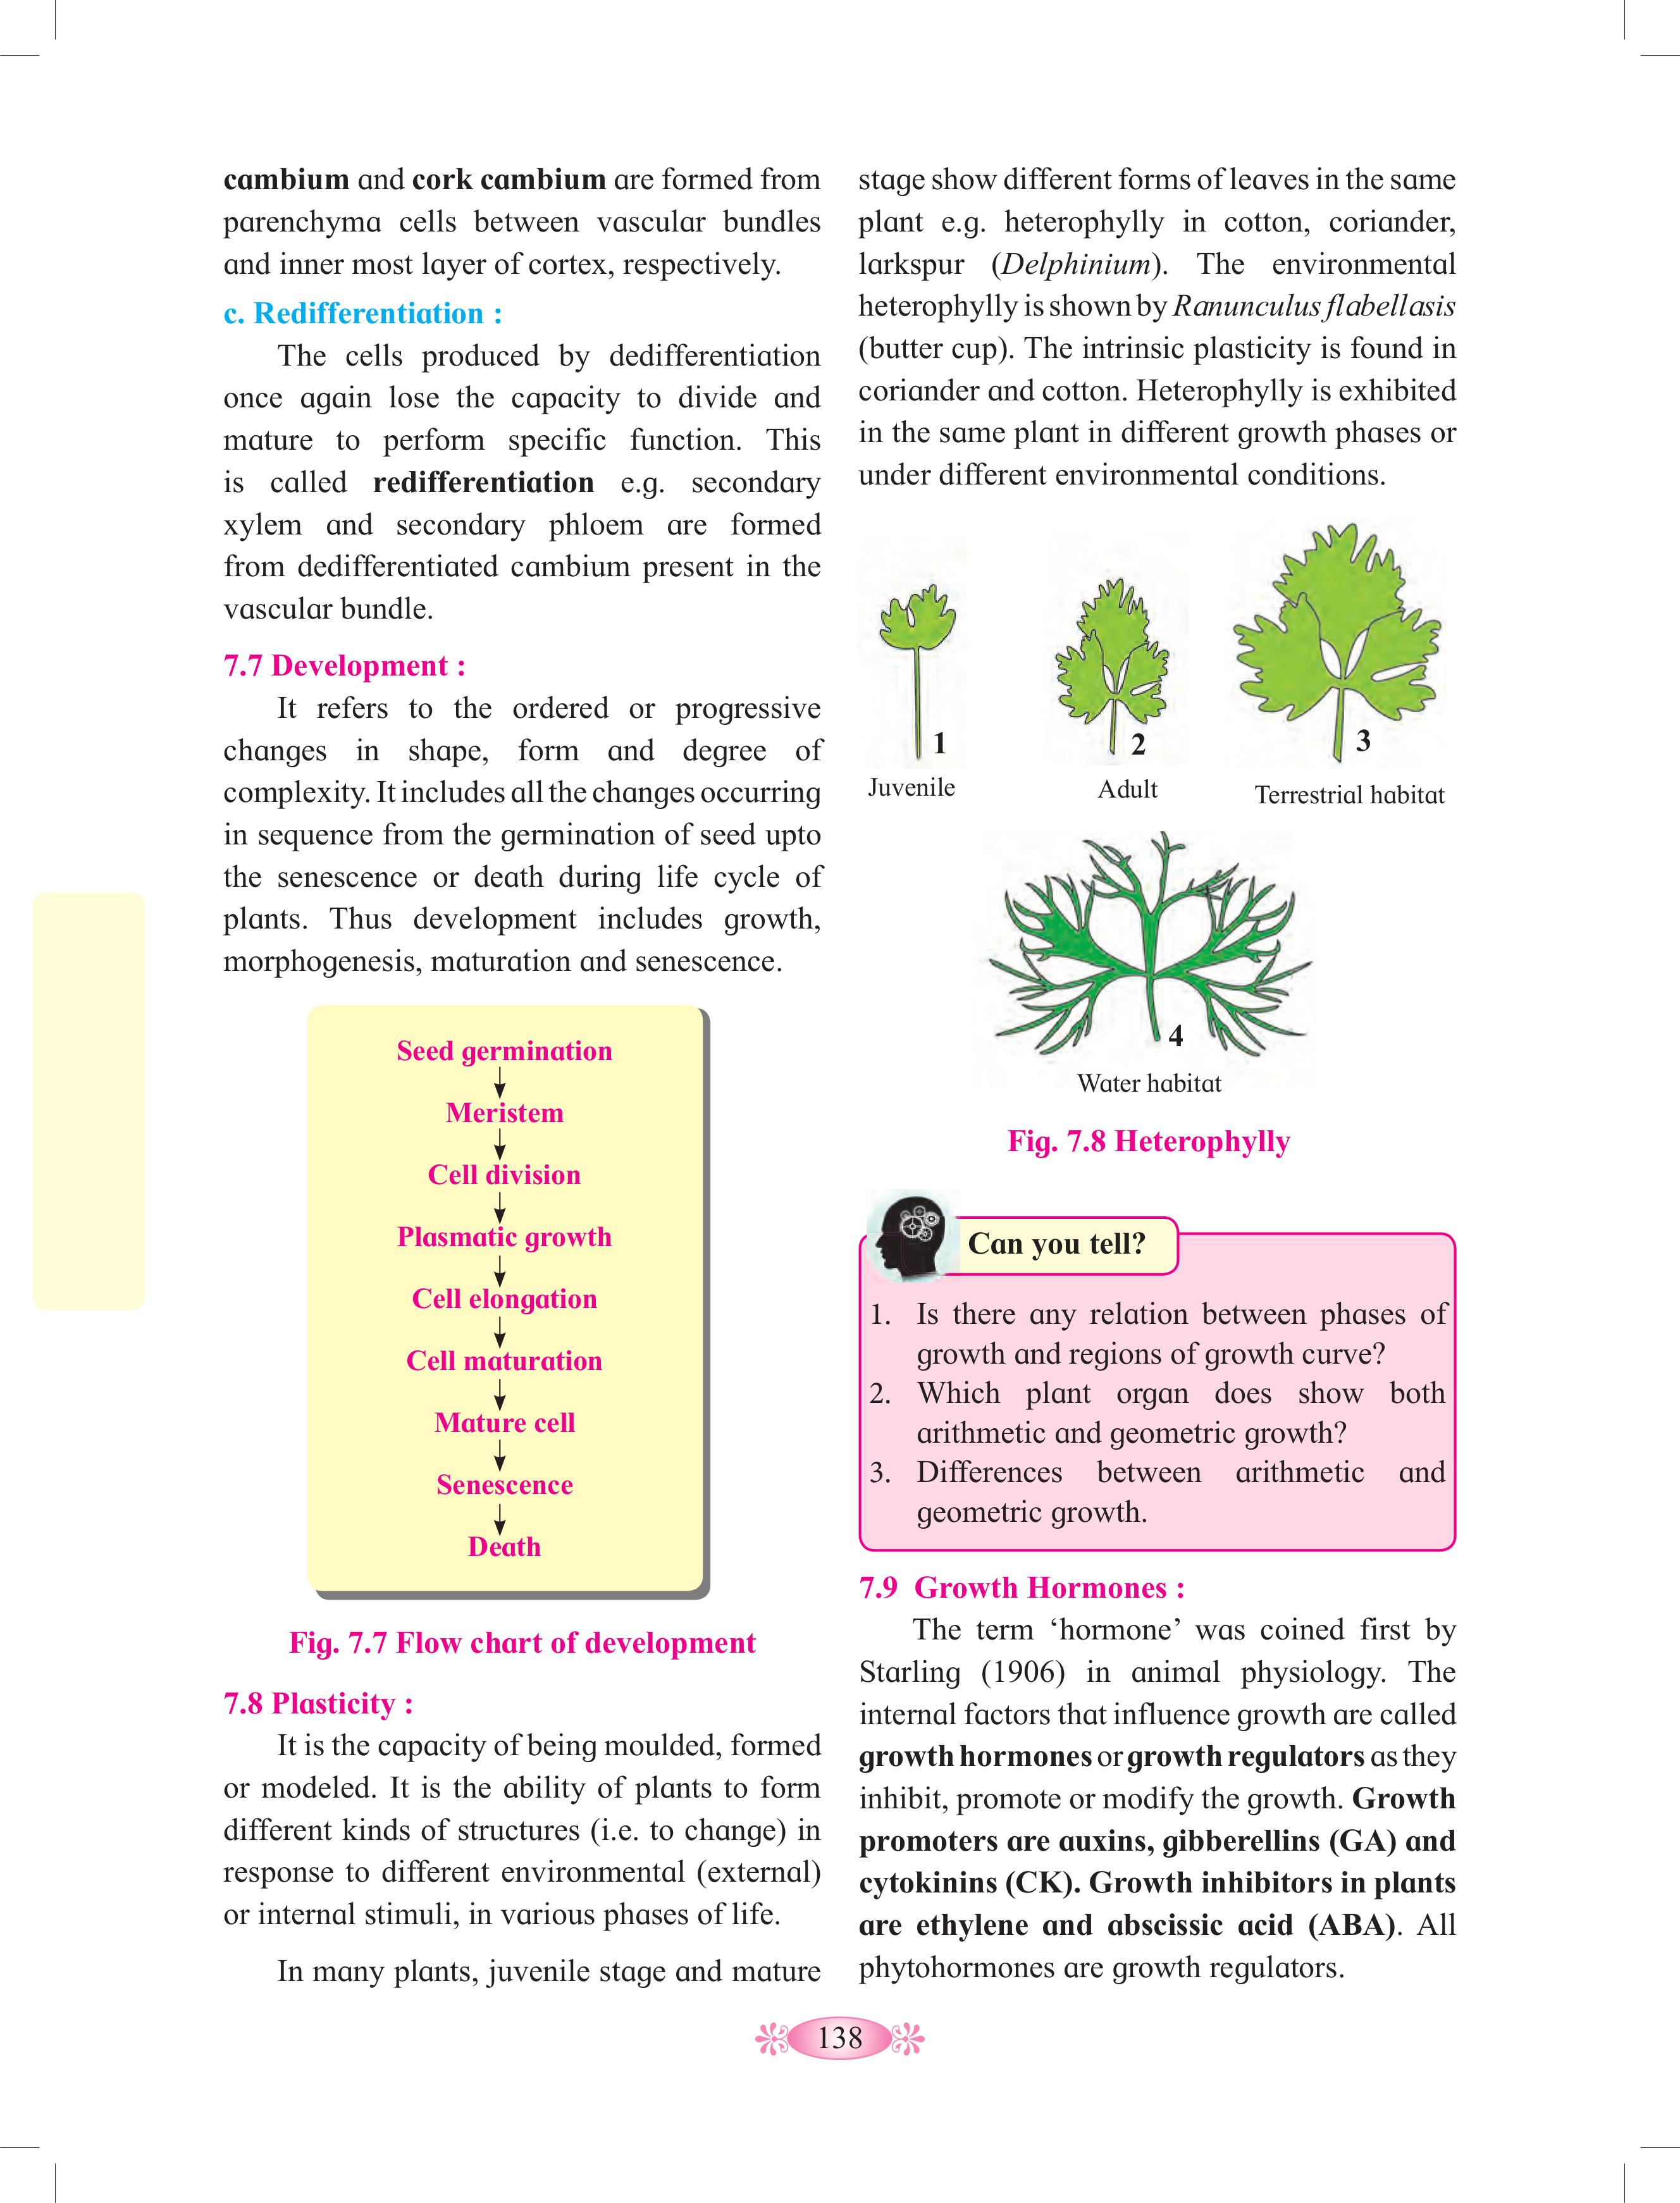 cambium and cork cambium are formed from
parenchyma cells between vascular bundles
and inner most layer of cortex, respectively.
c. Redifferentiation :
The cells produced by dedifferentiation
once again lose the capacity to divide and
mature to perform specific function. This
is called redifferentiation e.g. secondary
xylem and secondary phloem are formed
from dedifferentiated cambium present in the
vascular bundle.
7.7 Development :
It refers to the ordered or progressive
changes in shape, form and degree of
complexity. It includes all the changes occurring
in sequence from the germination of seed upto
the senescence or death during life cycle of
plants. Thus development includes growth,
morphogenesis, maturation and senescence.
Seed germination
Meristem
Cell division
Plasmatic growth
Cell elongation
Cell maturation
Mature cell
Senescence
Death
Fig. 7.7 Flow chart of development
7.8 Plasticity :
It is the capacity of being moulded, formed
or modeled. It is the ability of plants to form
different kinds of structures (i.e. to change) in
response to different environmental (external)
or internal stimuli, in various phases of life.
In many plants, juvenile stage and mature
stage show different forms of leaves in the same
plant e.g. heterophylly in cotton, coriander,
larkspur (Delphinium). The environmental
heterophylly is shown by Ranunculus flabellasis
(butter cup). The intrinsic plasticity is found in
coriander and cotton. Heterophylly is exhibited
in the same plant in different growth phases or
under different environmental conditions.
1
2
3
Juvenile
Adult
Terrestrial habitat
4
Water habitat
Fig. 7.8 Heterophylly
Can you tell?
1. Is there any relation between phases of
growth and regions of growth curve?
2. Which plant organ does show both
arithmetic and geometric growth?
3. Differences between arithmetic and
geometric growth.
7.9 Growth Hormones :
The term ‘hormone’ was coined first by
Starling (1906) in animal physiology. The
internal factors that influence growth are called
growth hormones or growth regulators as they
inhibit, promote or modify the growth. Growth
promoters are auxins, gibberellins (GA) and
cytokinins (CK). Growth inhibitors in plants
are ethylene and abscissic acid (ABA). All
phytohormones are growth regulators.
138